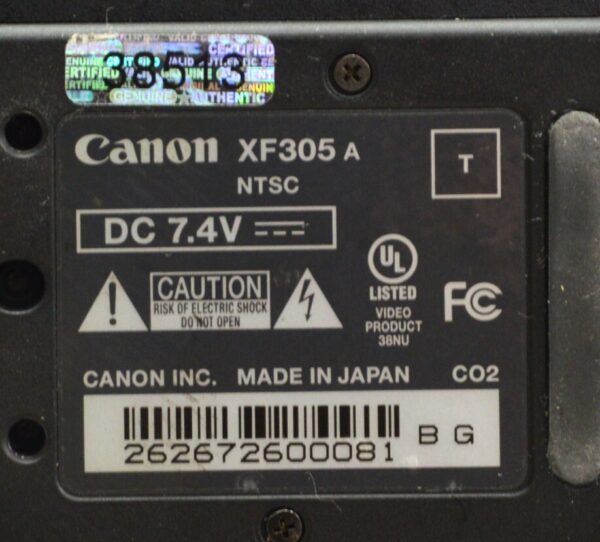 GENUINE AUTHENTIC
Canon XF305 A
T
NTSC
DC 7.4V
CAUTION
RISK OF ELECTRIC SHOCK
DO NOT OPEN
UL
LISTED
VIDEO
PRODUCT
38NU
FC
CANON INC. MADE IN JAPAN CO2
262672600081 B G